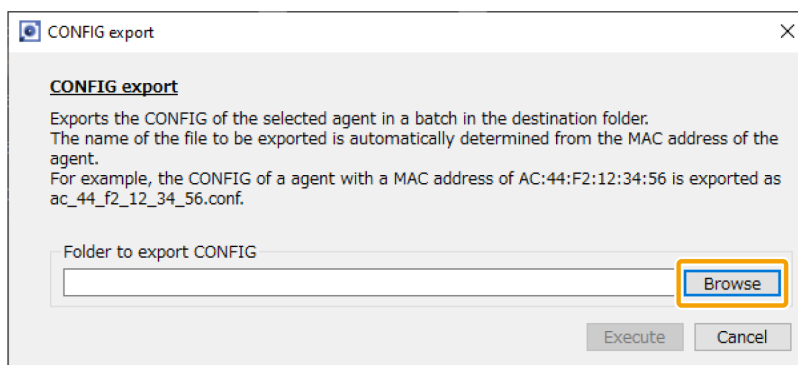 CONFIG export
CONFIG export
Exports the CONFIG of the selected agent in a batch in the destination folder.
The name of the file to be exported is automatically determined from the MAC address of the
agent.
For example, the CONFIG of a agent with a MAC address of AC:44:F2:12:34:56 is exported as
ac_44_f2_12_34_56.conf.
Folder to export CONFIG
Browse
Execute Cancel